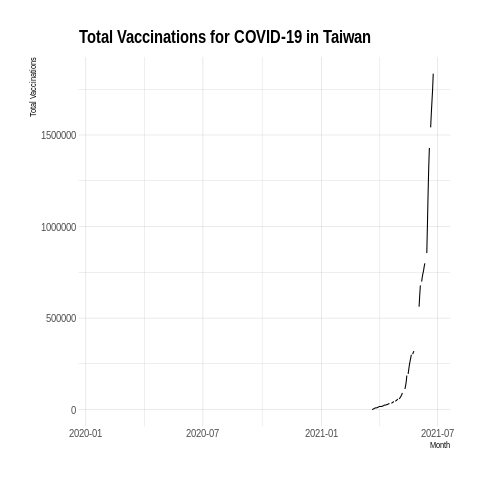 Total Vaccinations for COVID-19 in Taiwan
Total Vaccinations
1500000
1000000
500000
0
2020-01
2020-07
2021-01
2021-07
Month